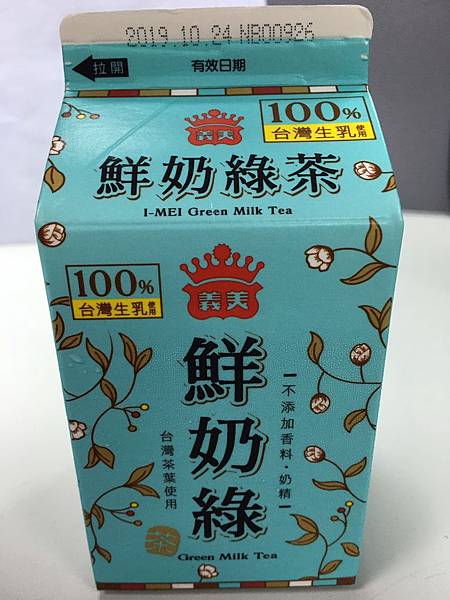 2019.10.24 NB00926
拉開
有效日期
義美
100%
台灣生乳使用
鮮奶綠茶
I-MEI Green Milk Tea
100%
台灣生乳使用
義美
鮮奶綠茶
不添加香料·奶精
台灣茶葉使用
Green Milk Tea